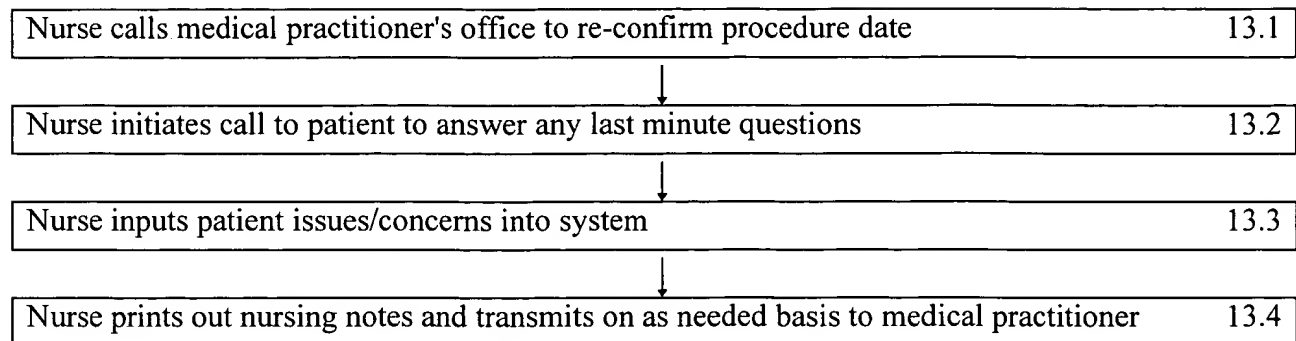 Nurse calls medical practitioner's office to re-confirm procedure date 13.1
Nurse initiates call to patient to answer any last minute questions 13.2
Nurse inputs patient issues/concerns into system 13.3
Nurse prints out nursing notes and transmits on as needed basis to medical practitioner 13.4